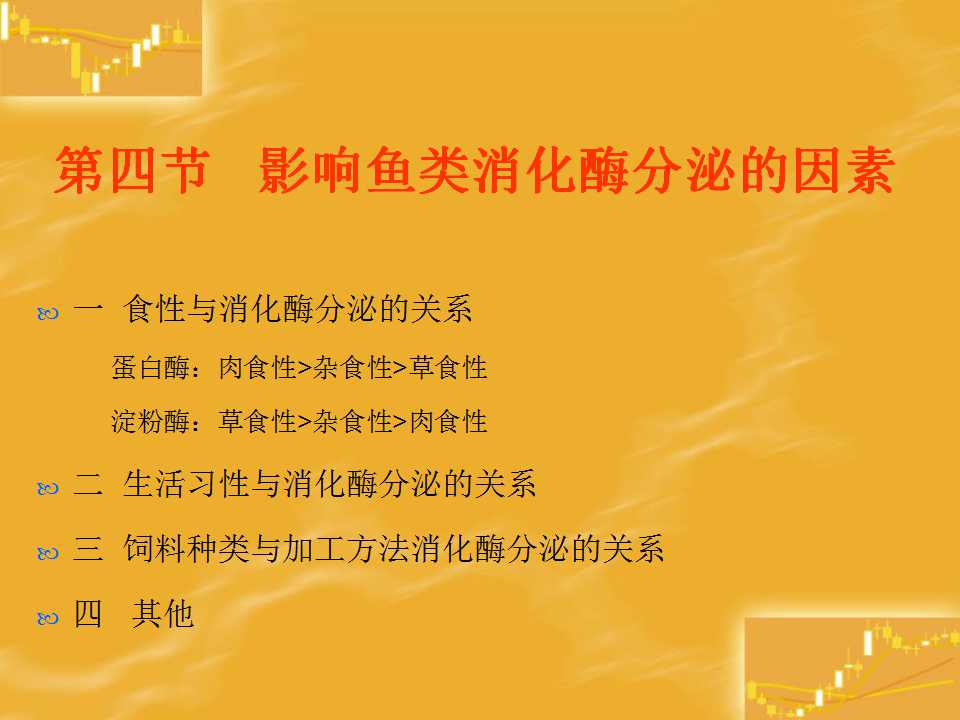 第四节 影响鱼类消化酶分泌的因素
一 食性与消化酶分泌的关系
蛋白酶：肉食性>杂食性>草食性
淀粉酶：草食性>杂食性>肉食性
二 生活习性与消化酶分泌的关系
三 饲料种类与加工方法消化酶分泌的关系
四 其他